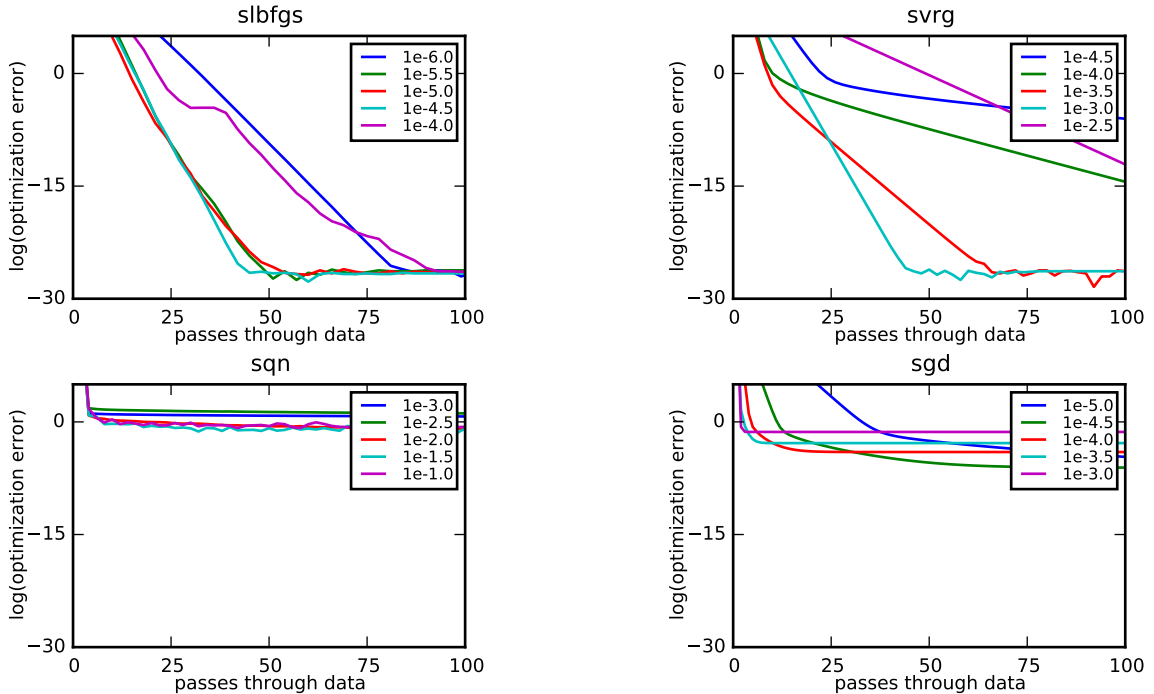 slbfgs
log(optimization error)
0
−15
−30
1e-6.0
1e-5.5
1e-5.0
1e-4.5
1e-4.0
0 25 50 75 100
passes through data
svrg
log(optimization error)
0
−15
−30
1e-4.5
1e-4.0
1e-3.5
1e-3.0
1e-2.5
0 25 50 75 100
passes through data
sqn
log(optimization error)
0
−15
−30
1e-3.0
1e-2.5
1e-2.0
1e-1.5
1e-1.0
0 25 50 75 100
passes through data
sgd
log(optimization error)
0
−15
−30
1e-5.0
1e-4.5
1e-4.0
1e-3.5
1e-3.0
0 25 50 75 100
passes through data